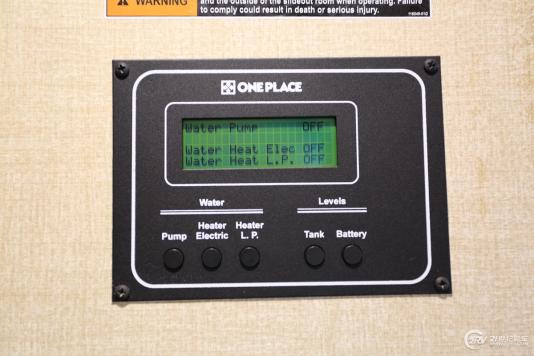 WARNING
and the outside of the slideout room when operating. Failure
to comply could result in death or serious injury.
ONE PLACE
Water Pump OFF
Water Heat Elec OFF
Water Heat L.P. OFF
Water
Levels
Pump
Heater
Electric
Heater
L. P.
Tank
Battery